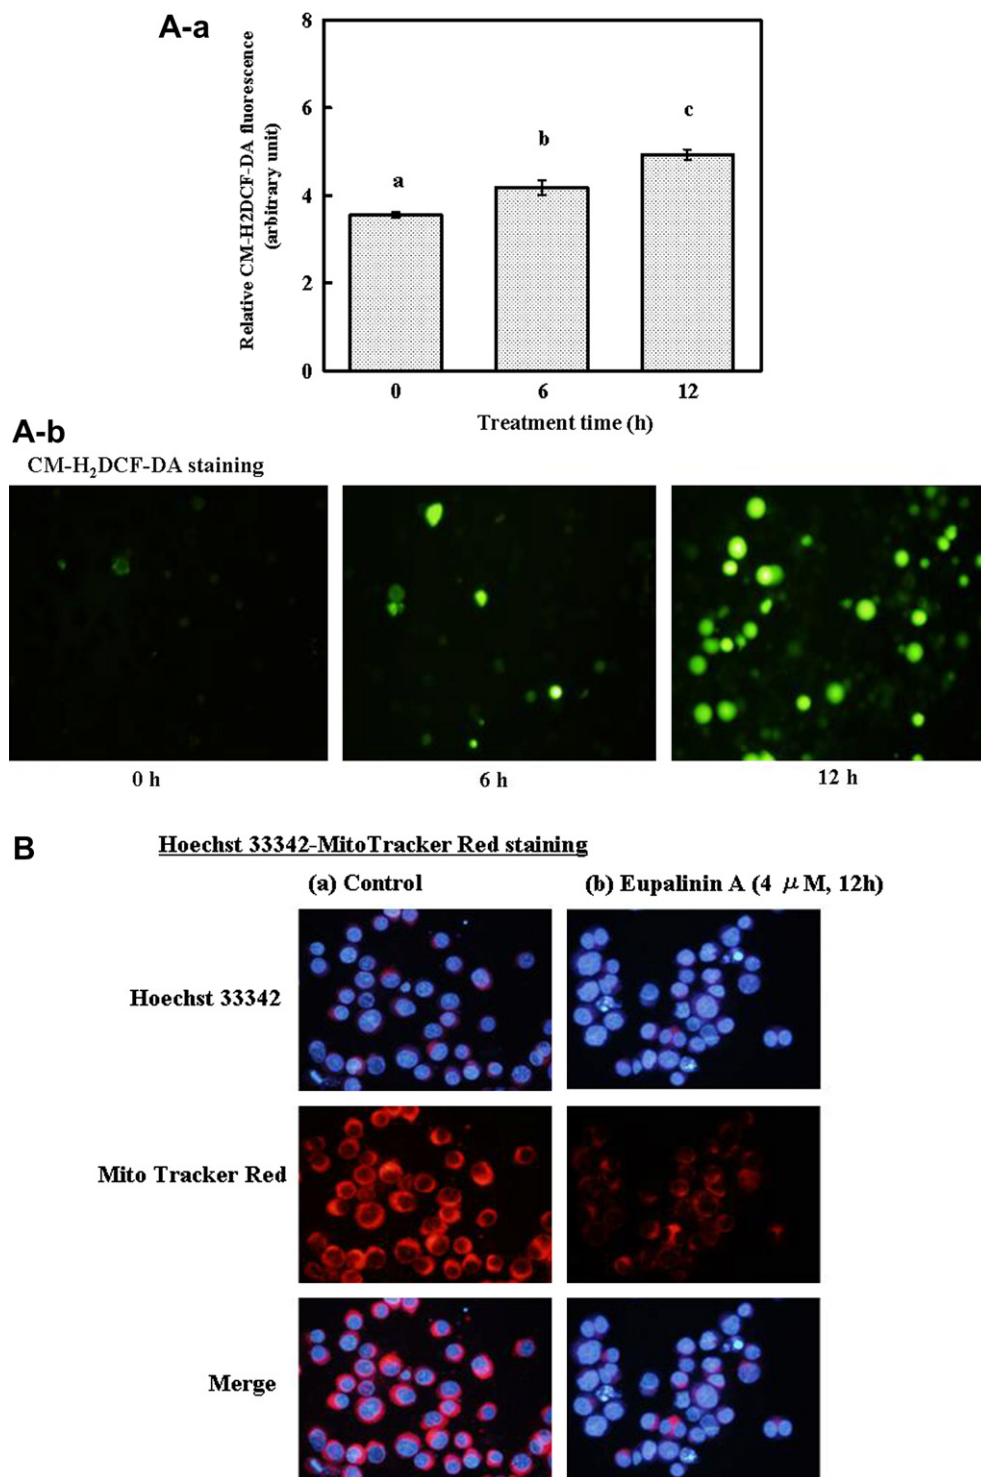 A-a
Relative CM-H2DCF-DA fluorescence
(arbitrary unit)
8
6
4
2
0
a
b
c
0 6 12
Treatment time (h)
A-b
CM-H₂DCF-DA staining
0 h
6 h
12 h
B
Hoechst 33342-MitoTracker Red staining
(a) Control
(b) Eupalinin A (4 μM, 12h)
Hoechst 33342
Mito Tracker Red
Merge